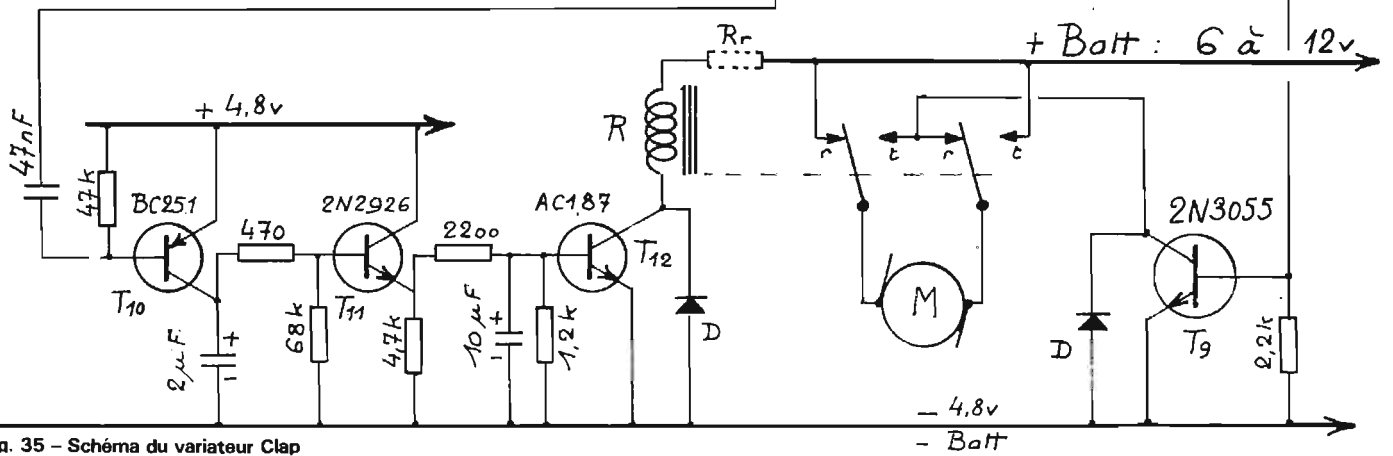 Rr
+ Batt : 6 à 12v
+ 4,8v
R
47nF
47k
BC251
2N2926
AC187
r
t
r
t
2N3055
470
2200
T10
T11
T12
T9
M
2µF
+
-
68k
4,7k
10µF
+
-
1,2k
D
D
2,2k
- 4,8v
- Batt
g. 35 – Schéma du variateur Clap